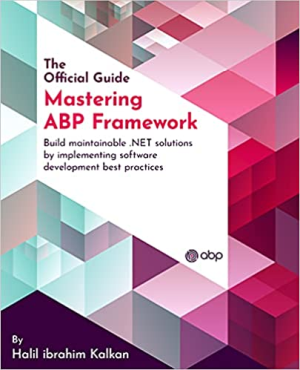 The
Official Guide
Mastering
ABP Framework
Build maintainable .NET solutions
by implementing software
development best practices
abp
By
Halil ibrahim Kalkan